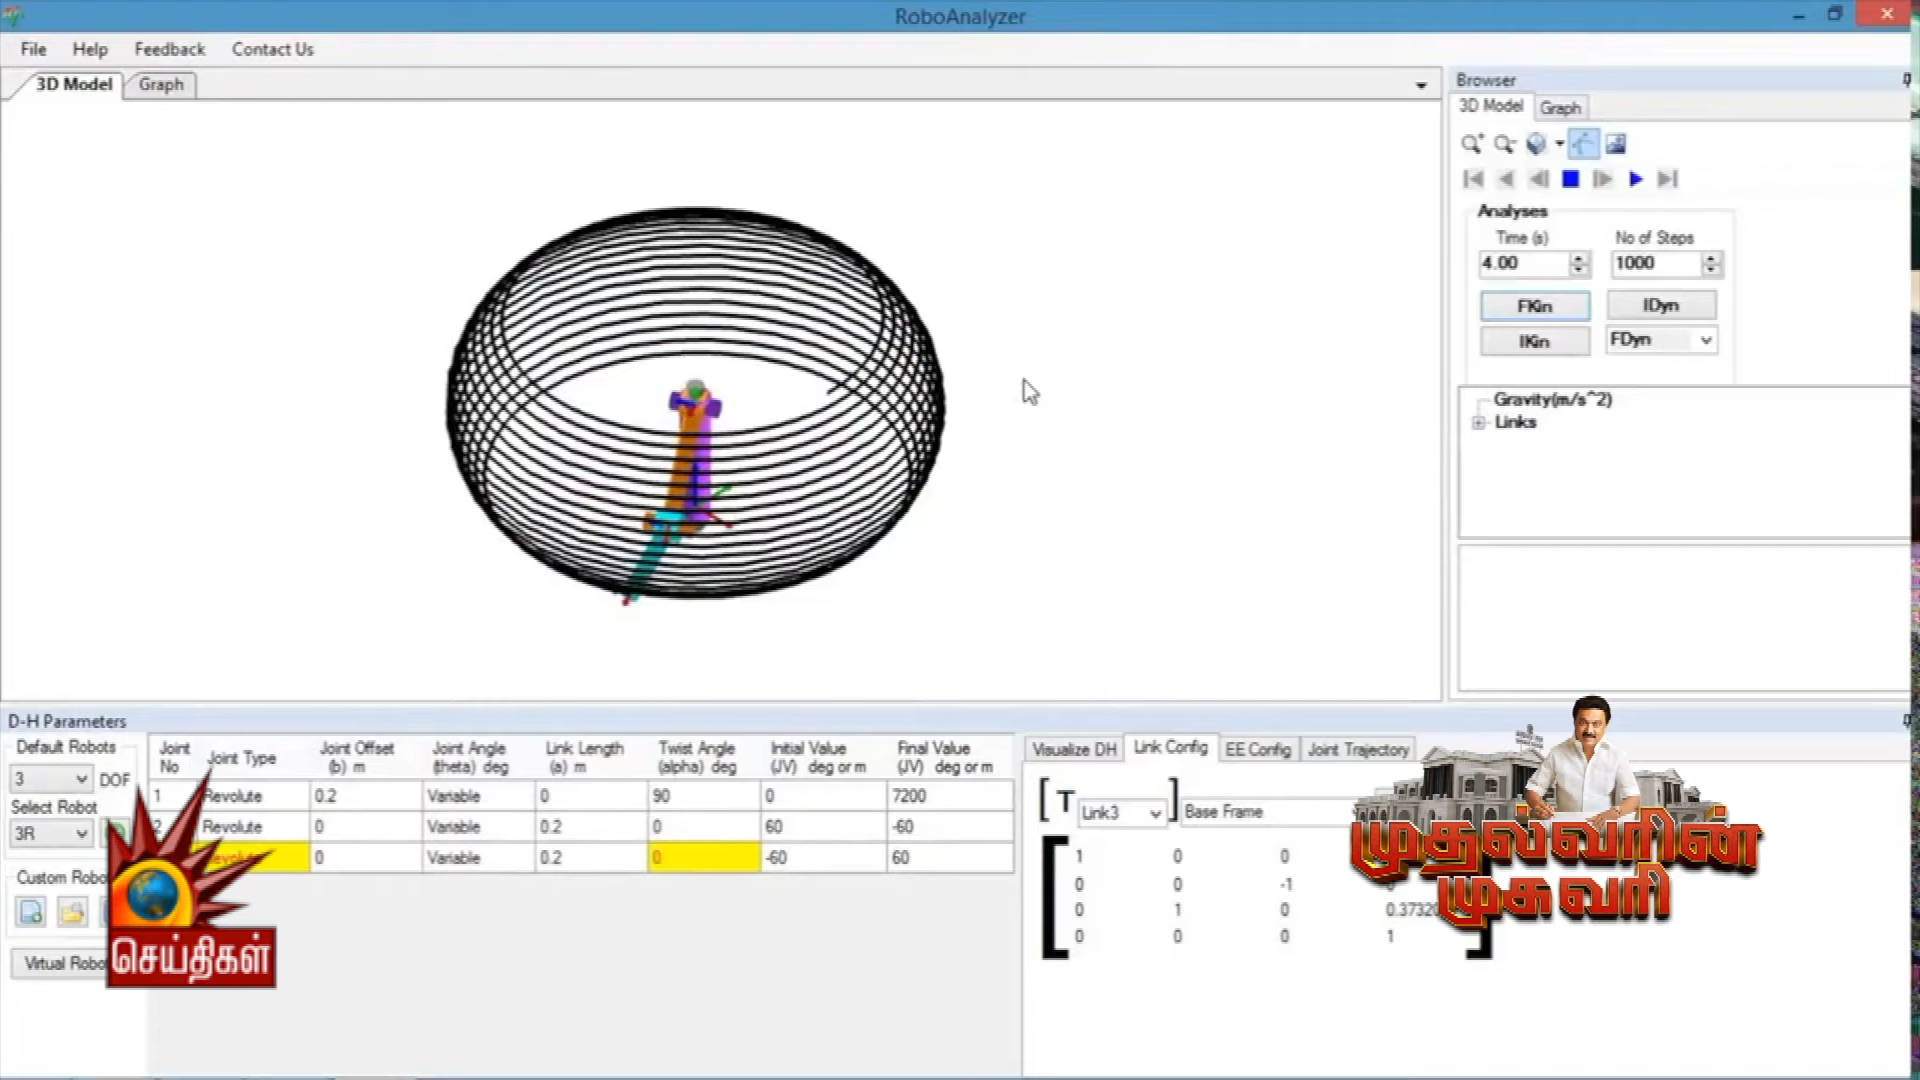 RoboAnalyzer
File Help Feedback Contact Us
3D Model Graph
Browser
3D Model Graph
Analyses
Time (s) No of Steps
4.00 1000
FKin IDyn
IKin FDyn
Gravity(m/s^2)
Links
D-H Parameters
Default Robots
3 DOF
Select Robot
3R
Virtual Robo
Joint No Joint Type Joint Offset (b) m Joint Angle (theta) deg Link Length (a) m Twist Angle (alpha) deg Initial Value (JV) deg or m Final Value (JV) deg or m
1 Revolute 0.2 Variable 0 90 0 7200
2 Revolute 0 Variable 0.2 0 60 -60
0 Variable 0.2 0 -60 60
Visualize DH Link Config EE Config Joint Trajectory
T Link3 Base Frame
1 0 0
0 0 -1
0 1 0 0.3732
0 0 0 1
செய்திகள்
முதல்வரின்
முகவரி